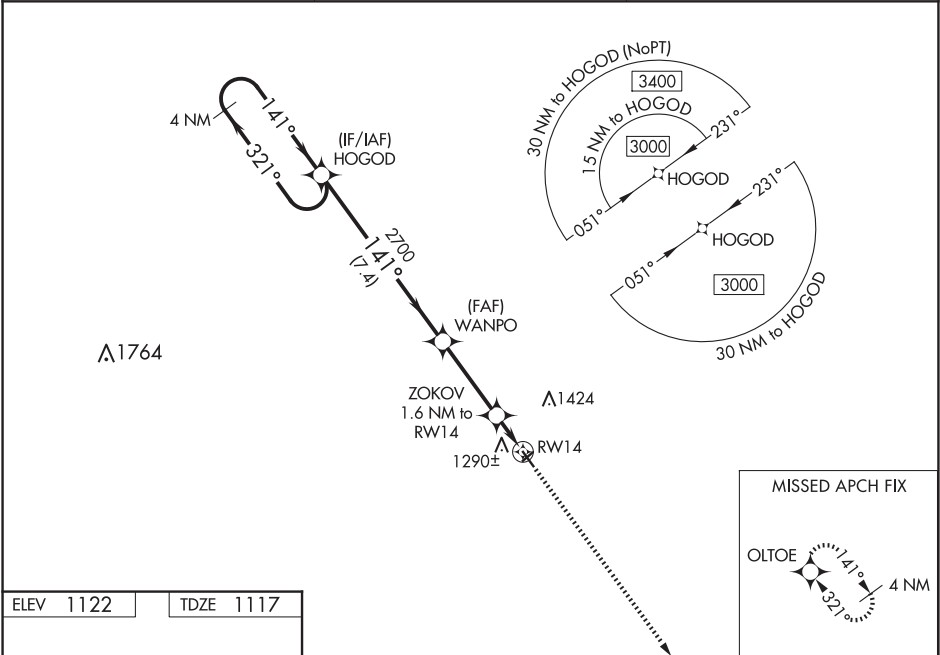 4 NM
141°
321°
(IF/IAF)
HOGOD
2700
141°
(7.4)
(FAF)
WANPO
1764
ZOKOV
1.6 NM to
RW14
1424
1290±
RW14
30 NM to HOGOD (NoPT)
3400
15 NM to HOGOD
3000
231°
HOGOD
051°
231°
HOGOD
051°
3000
30 NM to HOGOD
MISSED APCH FIX
OLTOE
141°
321°
4 NM
ELEV 1122
TDZE 1117